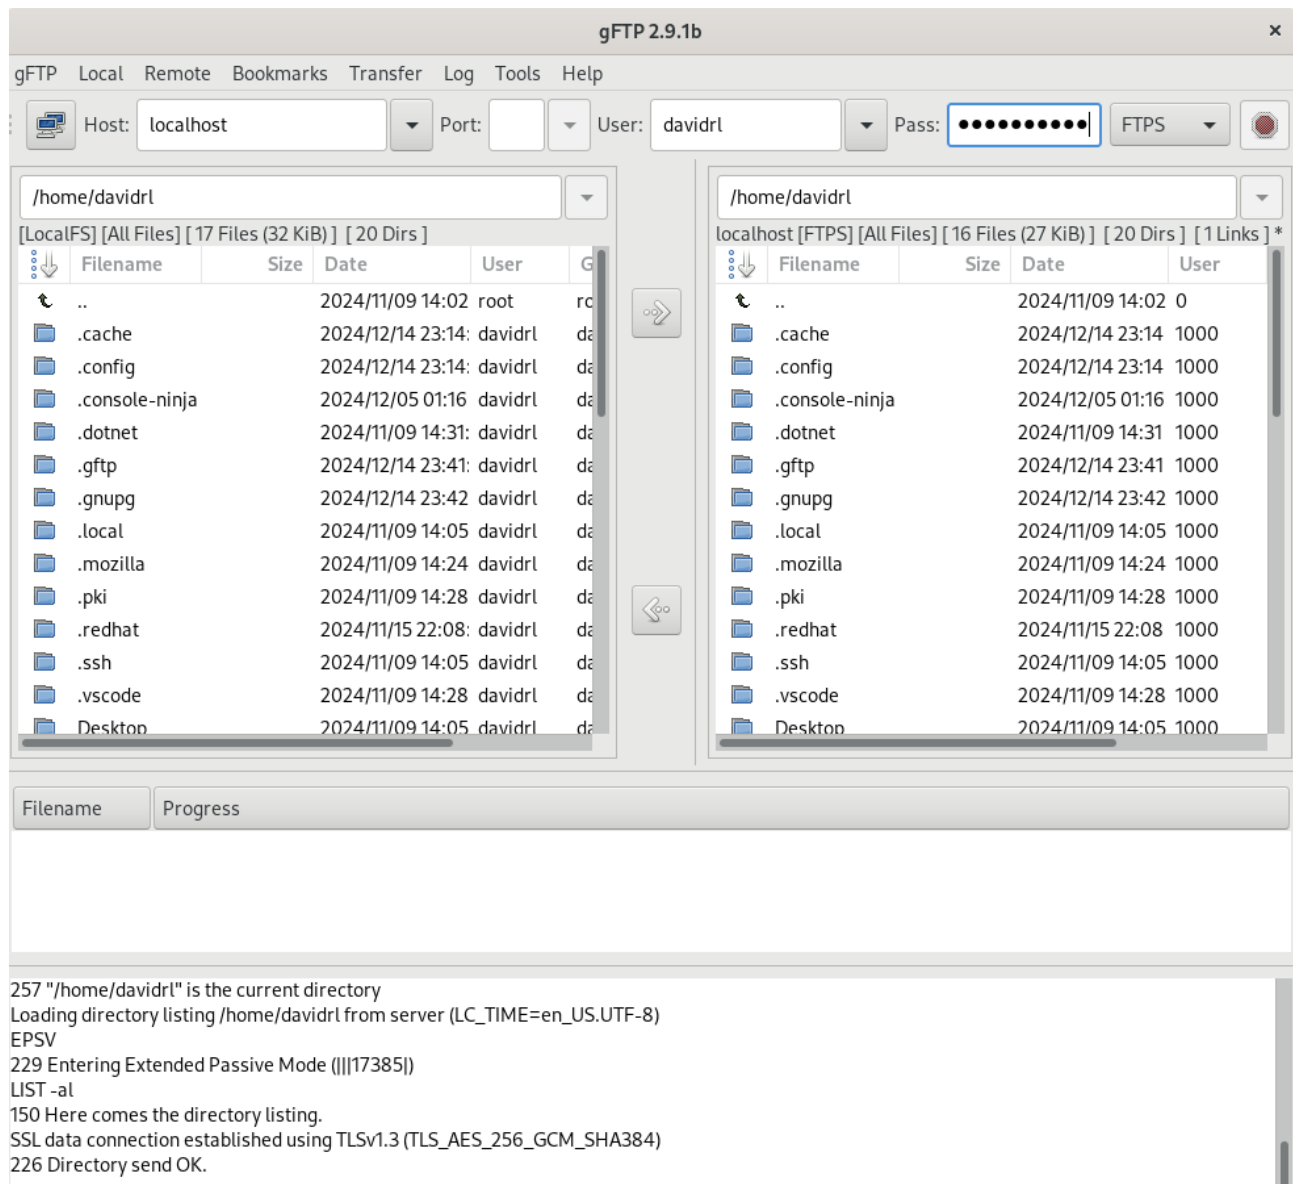 gFTP 2.9.1b ×
gFTP Local Remote Bookmarks Transfer Log Tools Help
Host: localhost Port: User: davidrl Pass: ●●●●●●●●●● FTPS
/home/davidrl
[LocalFS] [All Files] [ 17 Files (32 KiB) ] [ 20 Dirs ]
Filename Size Date User G
.. 2024/11/09 14:02 root ro
.cache 2024/12/14 23:14: davidrl da
.config 2024/12/14 23:14: davidrl da
.console-ninja 2024/12/05 01:16 davidrl da
.dotnet 2024/11/09 14:31: davidrl da
.gftp 2024/12/14 23:41: davidrl da
.gnupg 2024/12/14 23:42 davidrl da
.local 2024/11/09 14:05 davidrl da
.mozilla 2024/11/09 14:24 davidrl da
.pki 2024/11/09 14:28 davidrl da
.redhat 2024/11/15 22:08: davidrl da
.ssh 2024/11/09 14:05 davidrl da
.vscode 2024/11/09 14:28 davidrl da
Desktop 2024/11/09 14:05 davidrl da
/home/davidrl
localhost [FTPS] [All Files] [ 16 Files (27 KiB) ] [ 20 Dirs ] [ 1 Links ] *
Filename Size Date User
.. 2024/11/09 14:02 0
.cache 2024/12/14 23:14 1000
.config 2024/12/14 23:14 1000
.console-ninja 2024/12/05 01:16 1000
.dotnet 2024/11/09 14:31 1000
.gftp 2024/12/14 23:41 1000
.gnupg 2024/12/14 23:42 1000
.local 2024/11/09 14:05 1000
.mozilla 2024/11/09 14:24 1000
.pki 2024/11/09 14:28 1000
.redhat 2024/11/15 22:08 1000
.ssh 2024/11/09 14:05 1000
.vscode 2024/11/09 14:28 1000
Desktop 2024/11/09 14:05 1000
Filename Progress
257 "/home/davidrl" is the current directory
Loading directory listing /home/davidrl from server (LC_TIME=en_US.UTF-8)
EPSV
229 Entering Extended Passive Mode (|||17385|)
LIST -al
150 Here comes the directory listing.
SSL data connection established using TLSv1.3 (TLS_AES_256_GCM_SHA384)
226 Directory send OK.